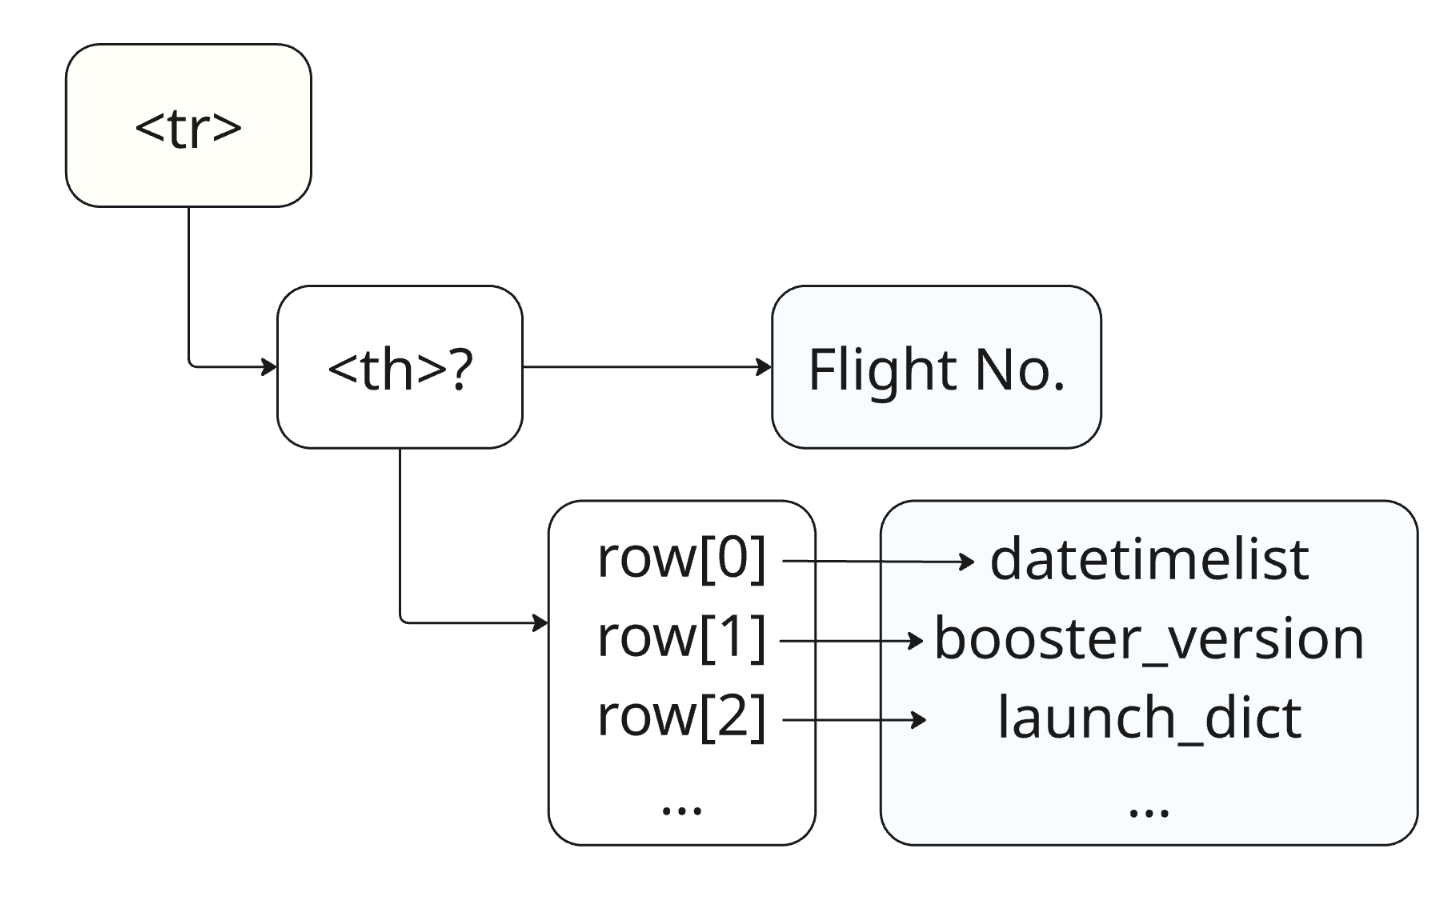 <tr>
<th>?
Flight No.
row[0]
row[1]
row[2]
...
datetimelist
booster_version
launch_dict
...